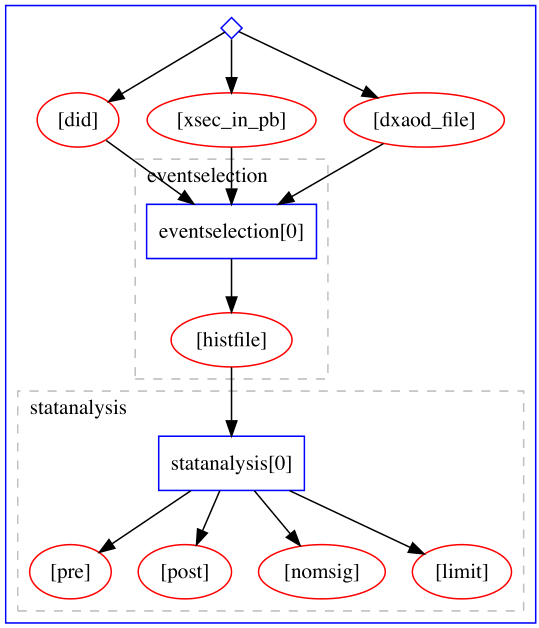 [did]
[xsec_in_pb]
[dxaod_file]
eventselection
eventselection[0]
[histfile]
statanalysis
statanalysis[0]
[pre]
[post]
[nomsig]
[limit]